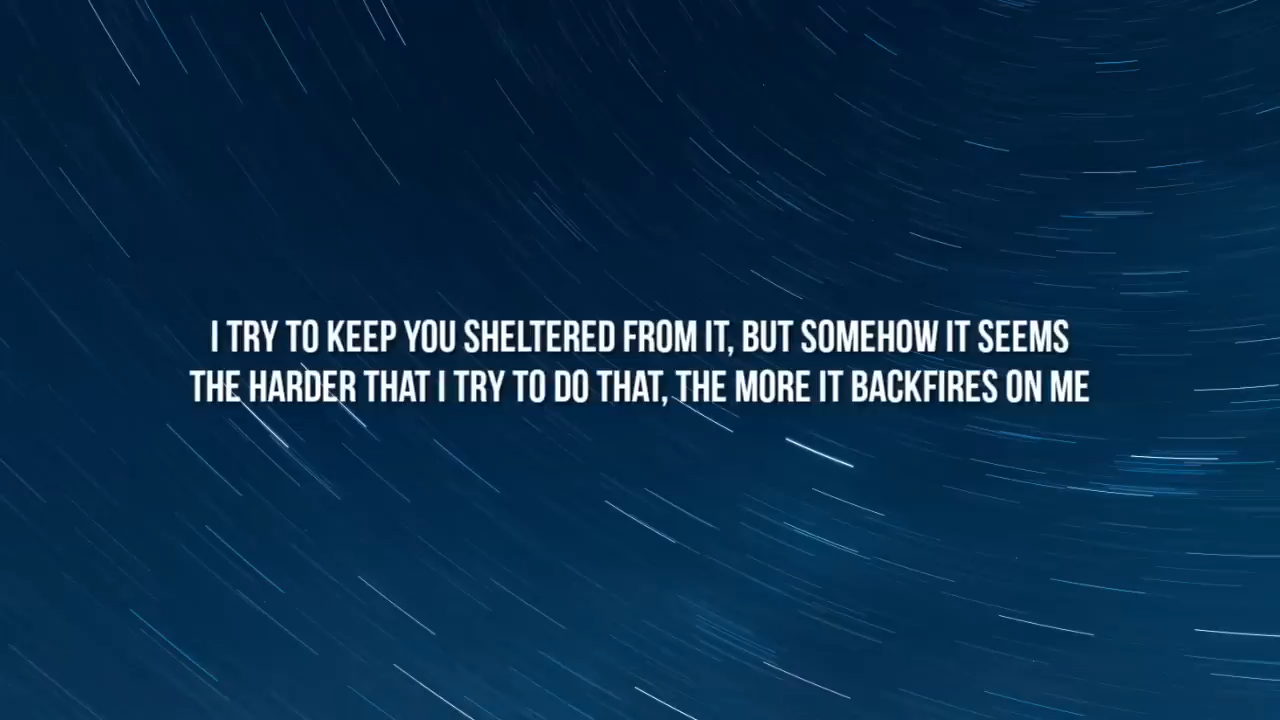 I TRY TO KEEP YOU SHELTERED FROM IT, BUT SOMEHOW IT SEEMS
THE HARDER THAT I TRY TO DO THAT, THE MORE IT BACKFIRES ON ME